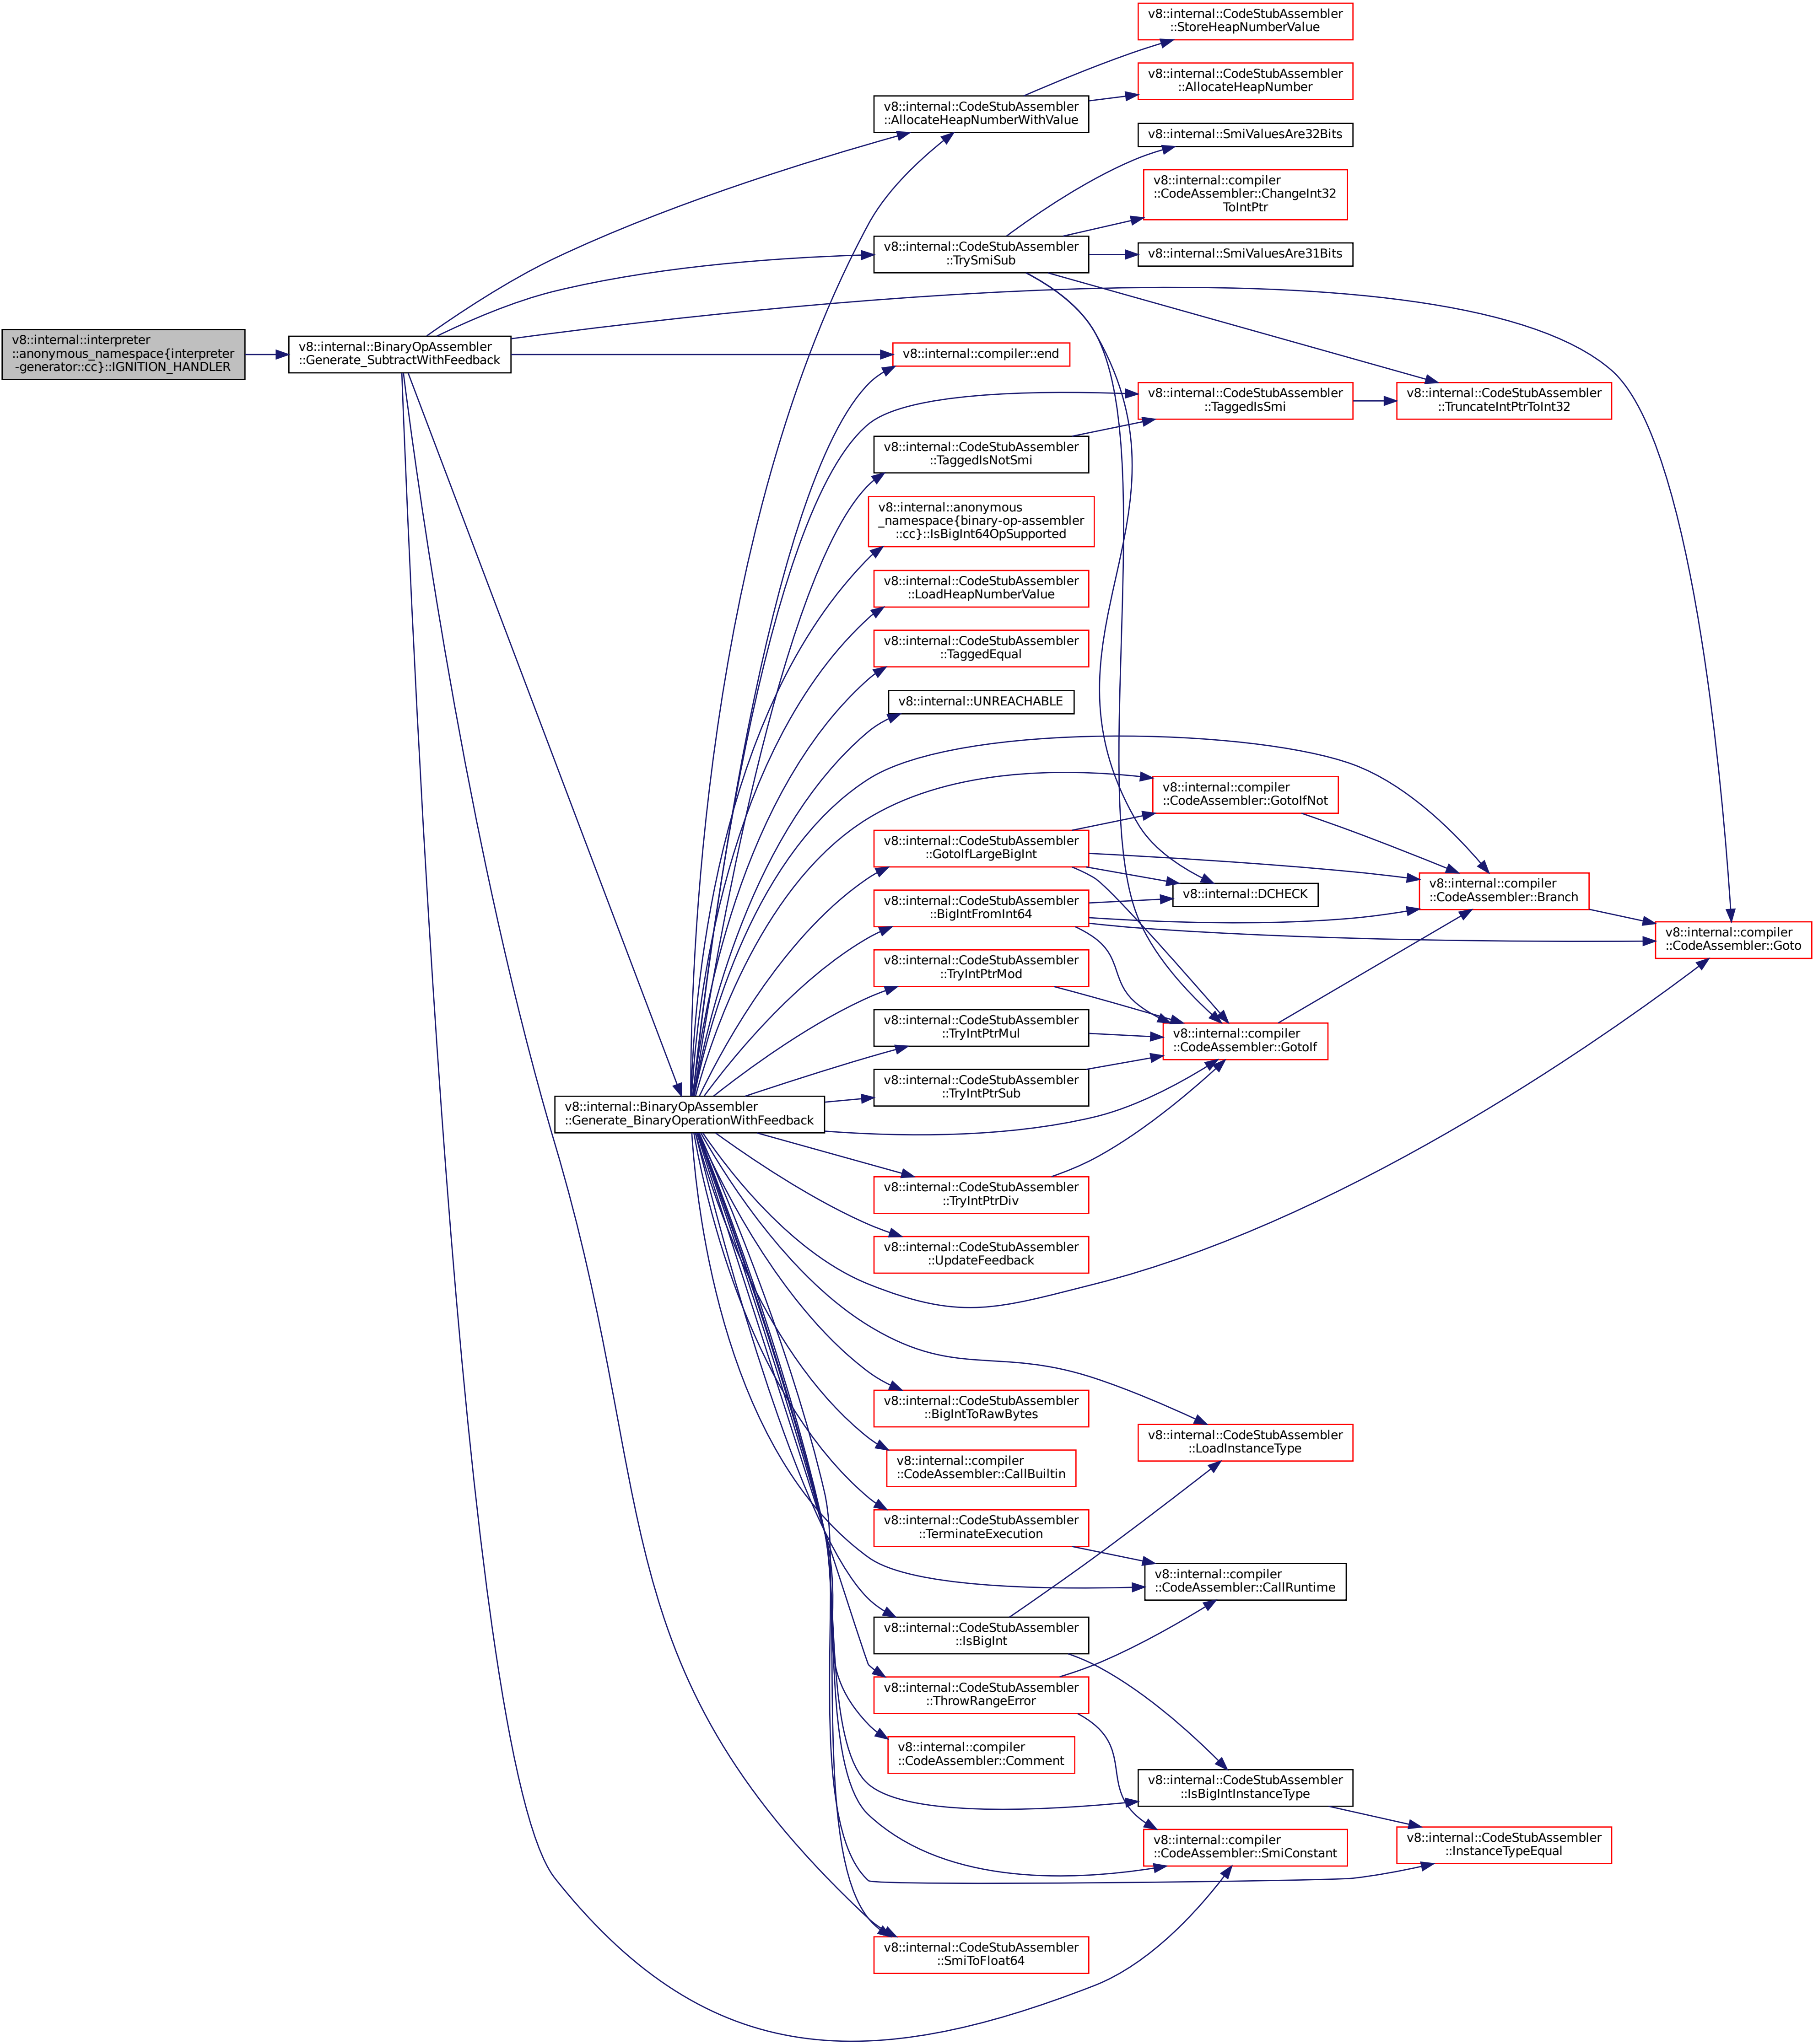 v8::internal::interpreter
::anonymous_namespace{interpreter
-generator::cc}::IGNITION_HANDLER
v8::internal::BinaryOpAssembler
::Generate_SubtractWithFeedback
v8::internal::BinaryOpAssembler
::Generate_BinaryOperationWithFeedback
v8::internal::CodeStubAssembler
::AllocateHeapNumberWithValue
v8::internal::CodeStubAssembler
::TrySmiSub
v8::internal::compiler::end
v8::internal::CodeStubAssembler
::TaggedIsNotSmi
v8::internal::anonymous
_namespace{binary-op-assembler
::cc}::IsBigInt64OpSupported
v8::internal::CodeStubAssembler
::LoadHeapNumberValue
v8::internal::CodeStubAssembler
::TaggedEqual
v8::internal::UNREACHABLE
v8::internal::CodeStubAssembler
::GotoIfLargeBigInt
v8::internal::CodeStubAssembler
::BigIntFromInt64
v8::internal::CodeStubAssembler
::TryIntPtrMod
v8::internal::CodeStubAssembler
::TryIntPtrMul
v8::internal::CodeStubAssembler
::TryIntPtrSub
v8::internal::CodeStubAssembler
::TryIntPtrDiv
v8::internal::CodeStubAssembler
::UpdateFeedback
v8::internal::CodeStubAssembler
::BigIntToRawBytes
v8::internal::compiler
::CodeAssembler::CallBuiltin
v8::internal::CodeStubAssembler
::TerminateExecution
v8::internal::CodeStubAssembler
::IsBigInt
v8::internal::CodeStubAssembler
::ThrowRangeError
v8::internal::compiler
::CodeAssembler::Comment
v8::internal::CodeStubAssembler
::SmiToFloat64
v8::internal::CodeStubAssembler
::StoreHeapNumberValue
v8::internal::CodeStubAssembler
::AllocateHeapNumber
v8::internal::SmiValuesAre32Bits
v8::internal::compiler
::CodeAssembler::ChangeInt32
ToIntPtr
v8::internal::SmiValuesAre31Bits
v8::internal::CodeStubAssembler
::TaggedIsSmi
v8::internal::compiler
::CodeAssembler::GotoIfNot
v8::internal::DCHECK
v8::internal::compiler
::CodeAssembler::GotoIf
v8::internal::CodeStubAssembler
::LoadInstanceType
v8::internal::compiler
::CodeAssembler::CallRuntime
v8::internal::CodeStubAssembler
::IsBigIntInstanceType
v8::internal::compiler
::CodeAssembler::SmiConstant
v8::internal::CodeStubAssembler
::TruncateIntPtrToInt32
v8::internal::compiler
::CodeAssembler::Branch
v8::internal::CodeStubAssembler
::InstanceTypeEqual
v8::internal::compiler
::CodeAssembler::Goto